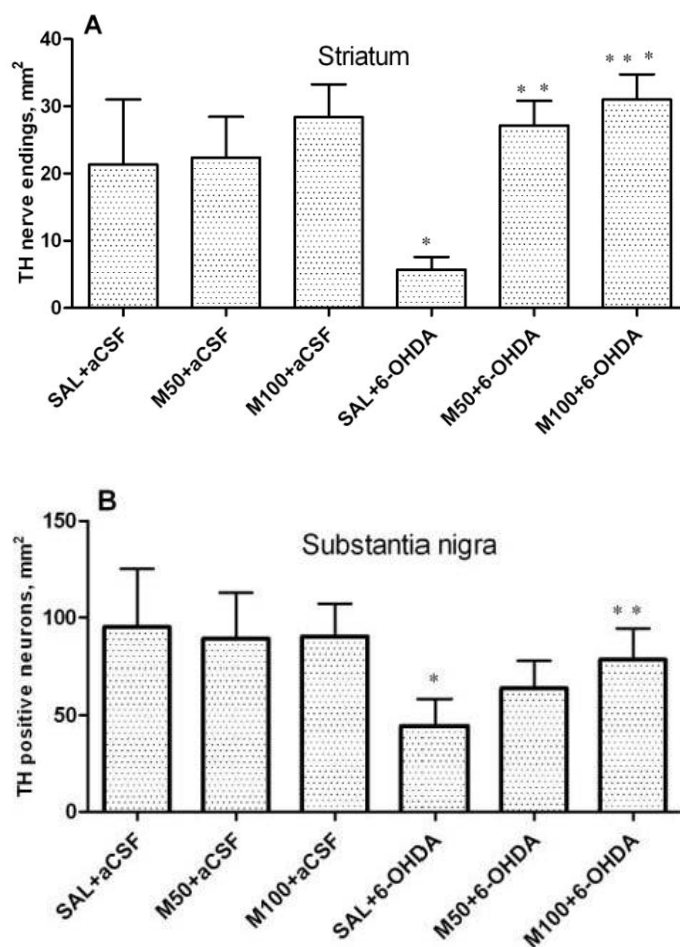 A
Striatum
TH nerve endings, mm²
40
30
20
10
0
*
* *
* * *
SAL+aCSF
M50+aCSF
M100+aCSF
SAL+6-OHDA
M50+6-OHDA
M100+6-OHDA
B
Substantia nigra
TH positive neurons, mm²
150
100
50
0
*
* *
SAL+aCSF
M50+aCSF
M100+aCSF
SAL+6-OHDA
M50+6-OHDA
M100+6-OHDA